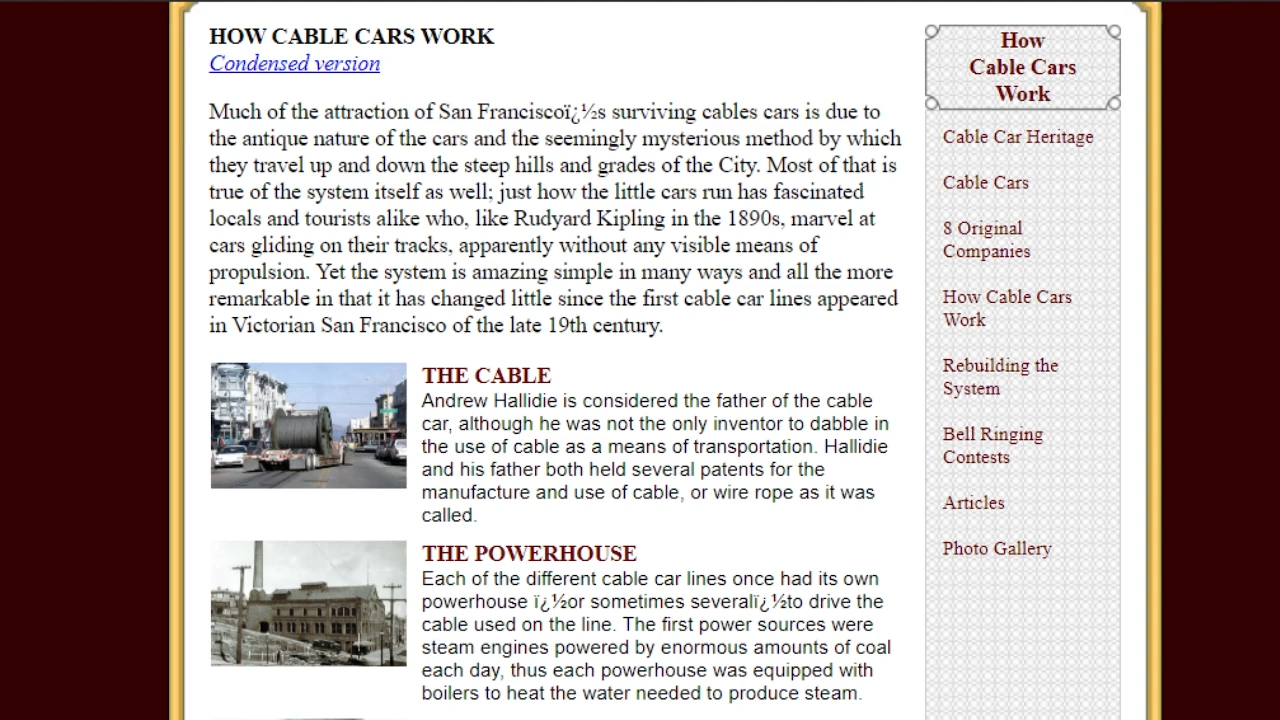 HOW CABLE CARS WORK
Condensed version
Much of the attraction of San Franciscoï¿½s surviving cables cars is due to
the antique nature of the cars and the seemingly mysterious method by which
they travel up and down the steep hills and grades of the City. Most of that is
true of the system itself as well; just how the little cars run has fascinated
locals and tourists alike who, like Rudyard Kipling in the 1890s, marvel at
cars gliding on their tracks, apparently without any visible means of
propulsion. Yet the system is amazing simple in many ways and all the more
remarkable in that it has changed little since the first cable car lines appeared
in Victorian San Francisco of the late 19th century.
THE CABLE
Andrew Hallidie is considered the father of the cable
car, although he was not the only inventor to dabble in
the use of cable as a means of transportation. Hallidie
and his father both held several patents for the
manufacture and use of cable, or wire rope as it was
called.
THE POWERHOUSE
Each of the different cable car lines once had its own
powerhouse ï¿½or sometimes severalï¿½to drive the
cable used on the line. The first power sources were
steam engines powered by enormous amounts of coal
each day, thus each powerhouse was equipped with
boilers to heat the water needed to produce steam.
How
Cable Cars
Work
Cable Car Heritage
Cable Cars
8 Original
Companies
How Cable Cars
Work
Rebuilding the
System
Bell Ringing
Contests
Articles
Photo Gallery